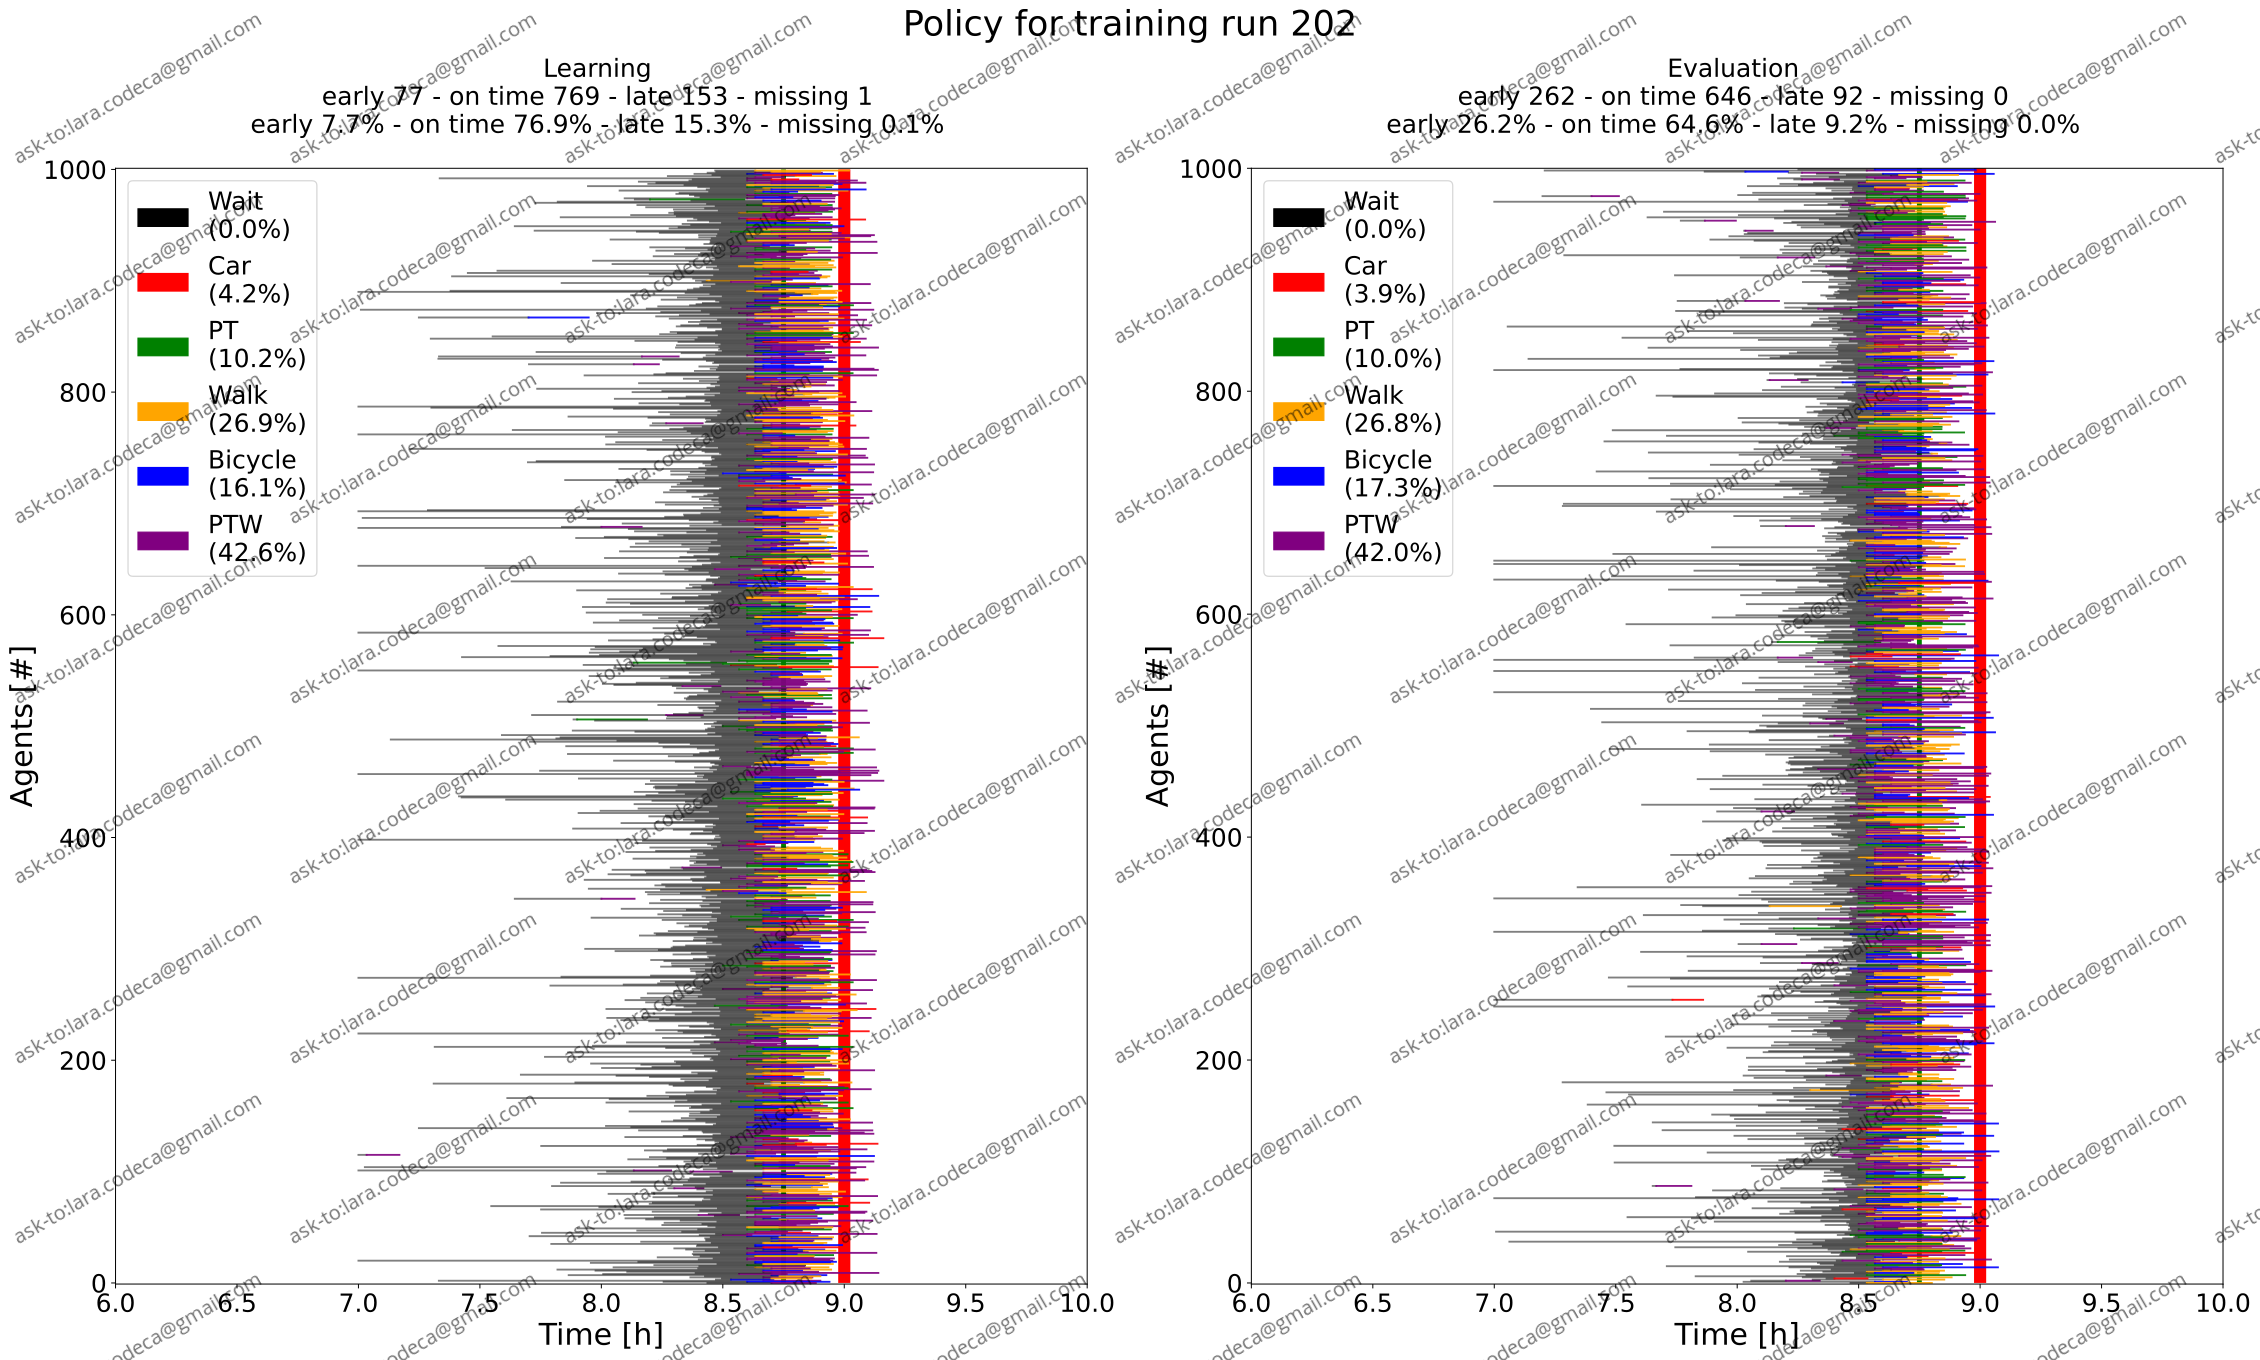 Policy for training run 202
Learning
early 77 - on time 769 - late 153 - missing 1
early 7.7% - on time 76.9% - late 15.3% - missing 0.1%
Wait
(0.0%)
Car
(4.2%)
PT
(10.2%)
Walk
(26.9%)
Bicycle
(16.1%)
PTW
(42.6%)
1000
800
600
400
200
0
Agents [#]
6.0 6.5 7.0 7.5 8.0 8.5 9.0 9.5 10.0
Time [h]
Evaluation
early 262 - on time 646 - late 92 - missing 0
early 26.2% - on time 64.6% - late 9.2% - missing 0.0%
Wait
(0.0%)
Car
(3.9%)
PT
(10.0%)
Walk
(26.8%)
Bicycle
(17.3%)
PTW
(42.0%)
1000
800
600
400
200
0
Agents [#]
6.0 6.5 7.0 7.5 8.0 8.5 9.0 9.5 10.0
Time [h]
ask-to:lara.codeca@gmail.com